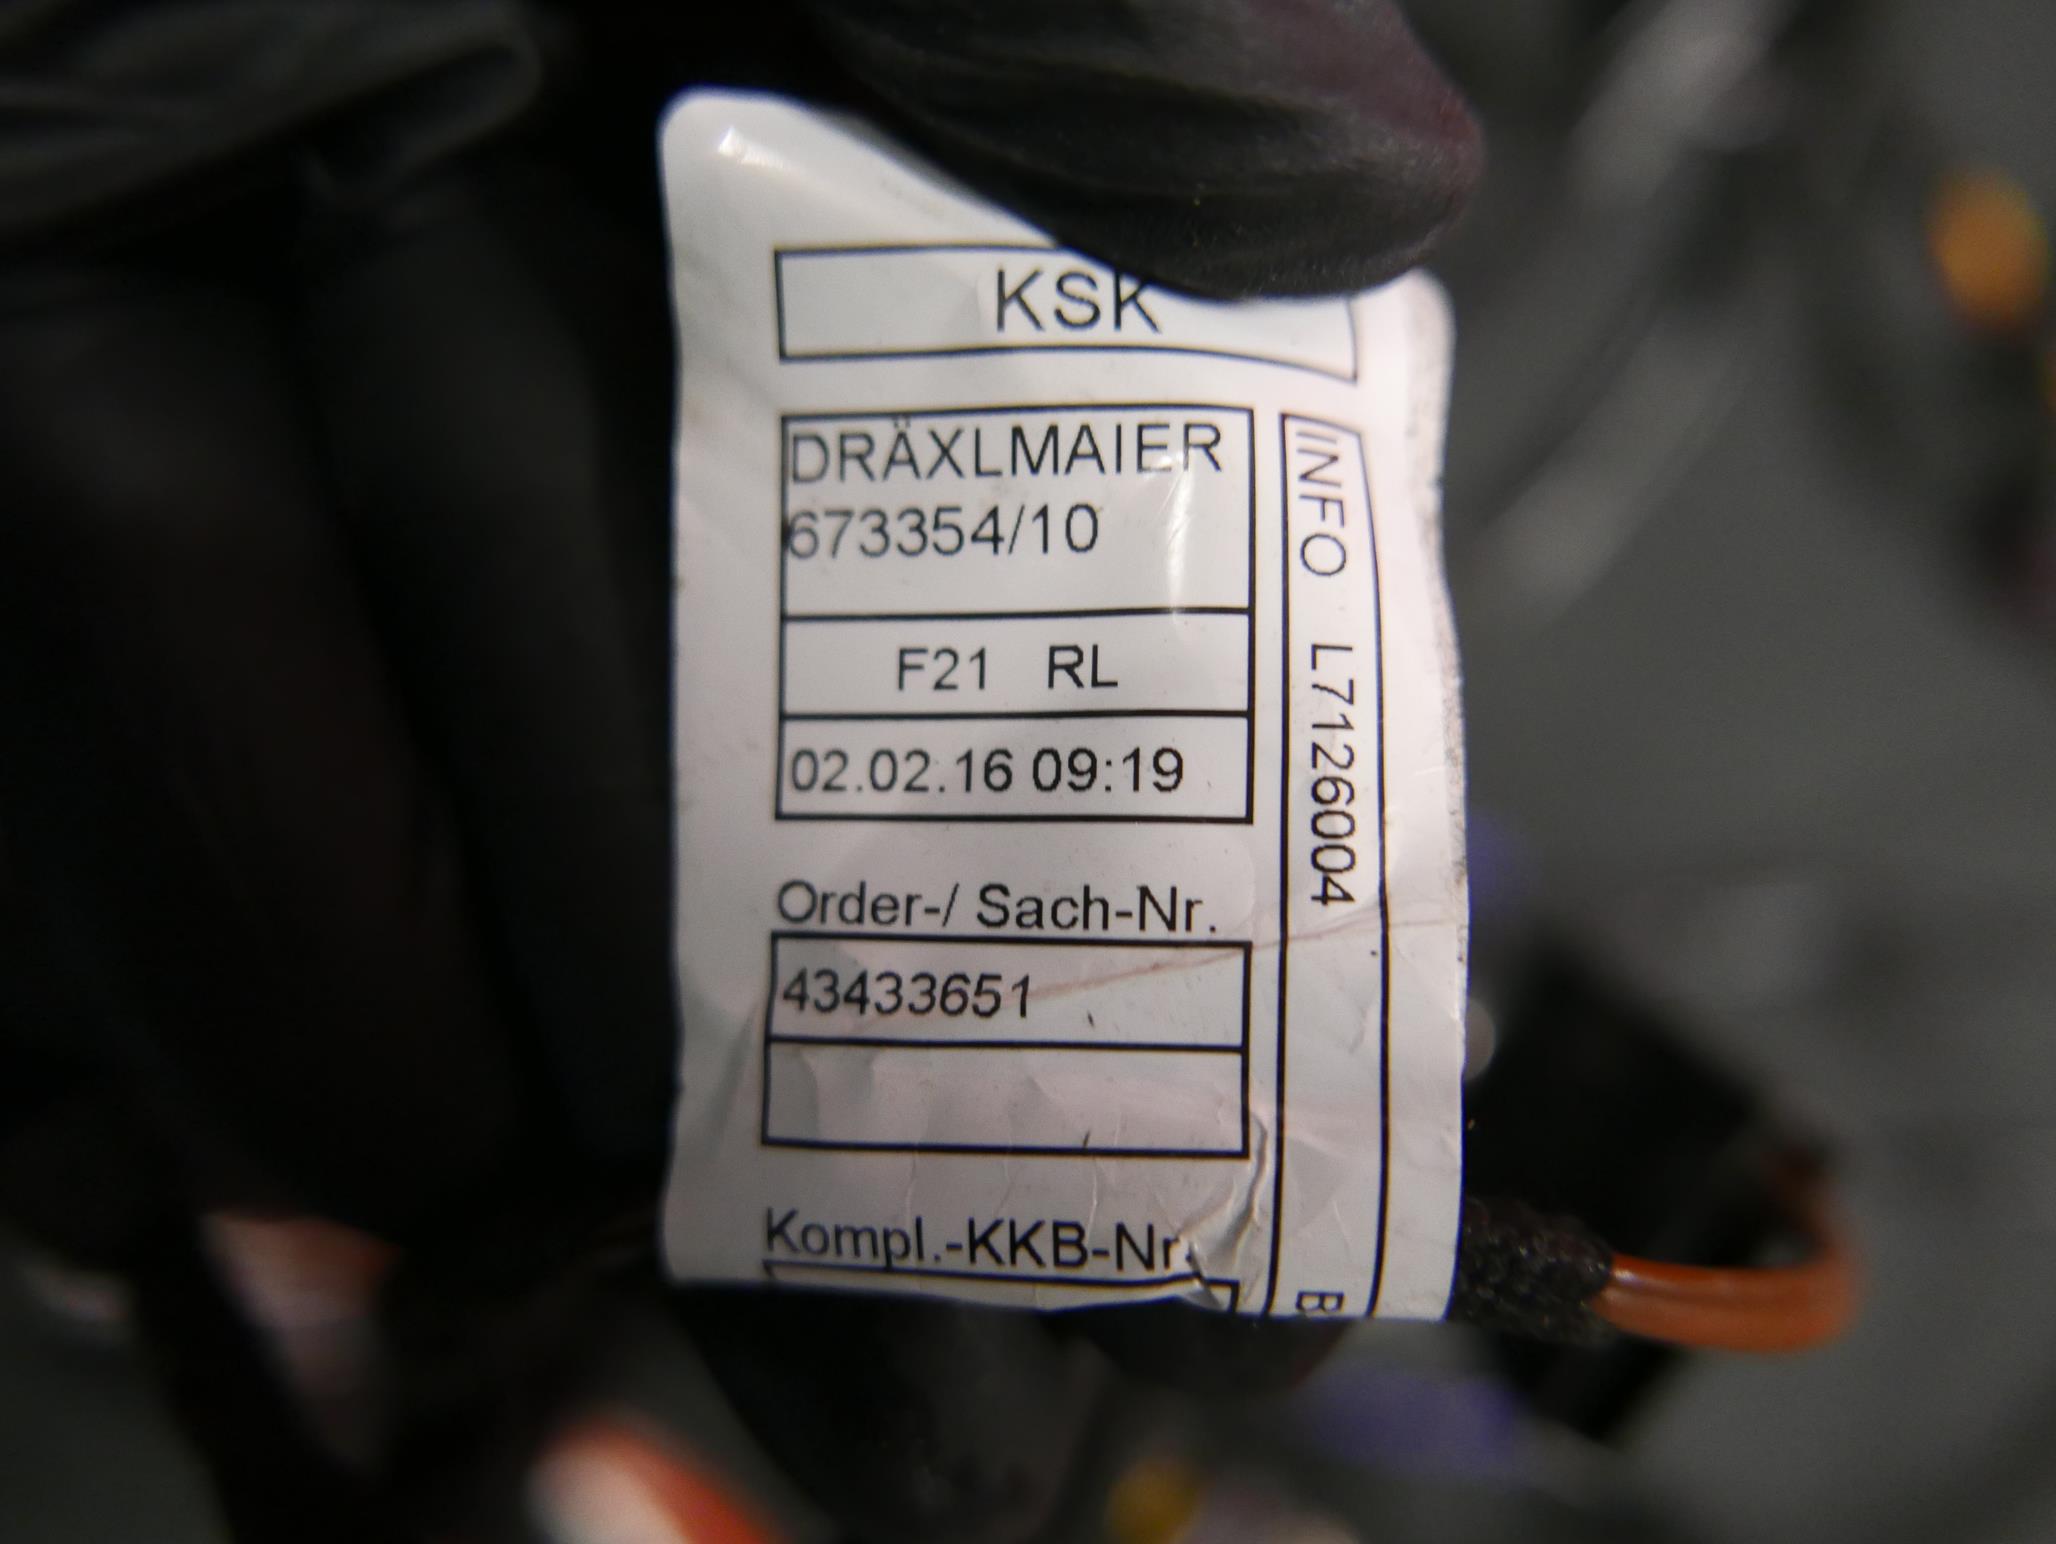 KSK
DRÄXLMAIER
673354/10
F21 RL
02.02.16 09:19
Order-/ Sach-Nr.
43433651
Kompl.-KKB-Nr.
INFO L7126004
B